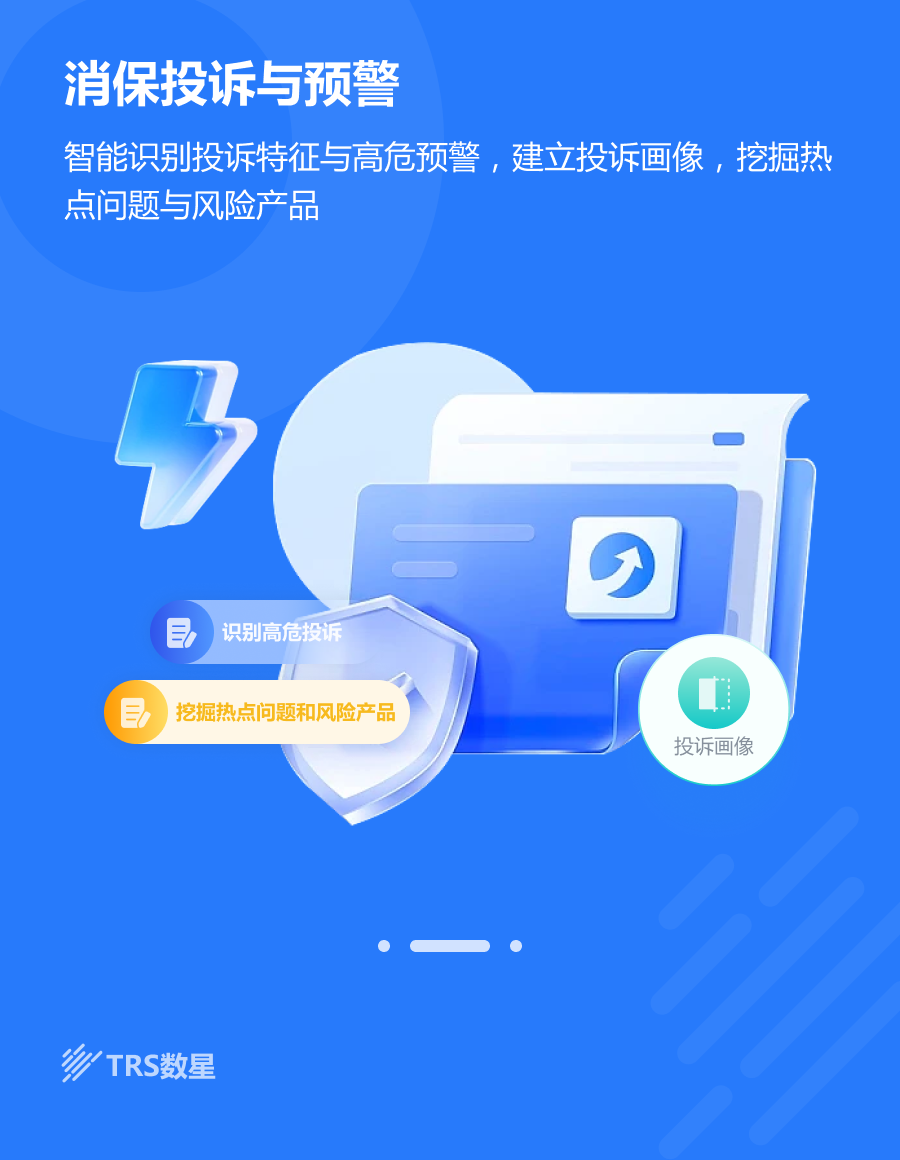 消保投诉与预警
智能识别投诉特征与高危预警，建立投诉画像，挖掘热
点问题与风险产品
识别高危投诉
挖掘热点问题和风险产品
投诉画像
TRS数星